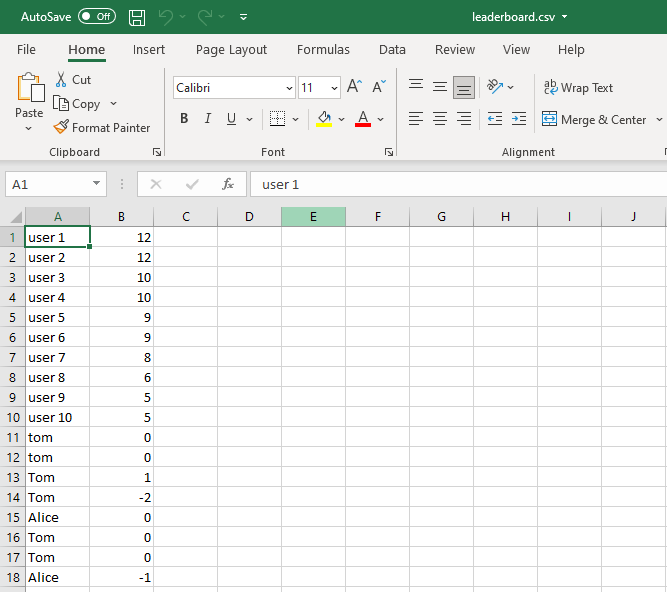 AutoSave Off leaderboard.csv
File Home Insert Page Layout Formulas Data Review View Help
Cut
Copy
Format Painter
Paste
Calibri 11 A A
B I U A
ab Wrap Text
Merge & Center
Clipboard Font Alignment
A1 fx user 1
A B C D E F G H I J
1 user 1 12
2 user 2 12
3 user 3 10
4 user 4 10
5 user 5 9
6 user 6 9
7 user 7 8
8 user 8 6
9 user 9 5
10 user 10 5
11 tom 0
12 tom 0
13 Tom 1
14 Tom -2
15 Alice 0
16 Tom 0
17 Tom 0
18 Alice -1